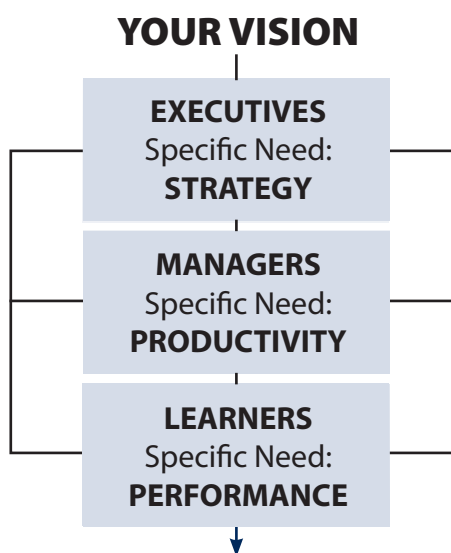 YOUR VISION
EXECUTIVES
Specific Need:
STRATEGY
MANAGERS
Specific Need:
PRODUCTIVITY
LEARNERS
Specific Need:
PERFORMANCE